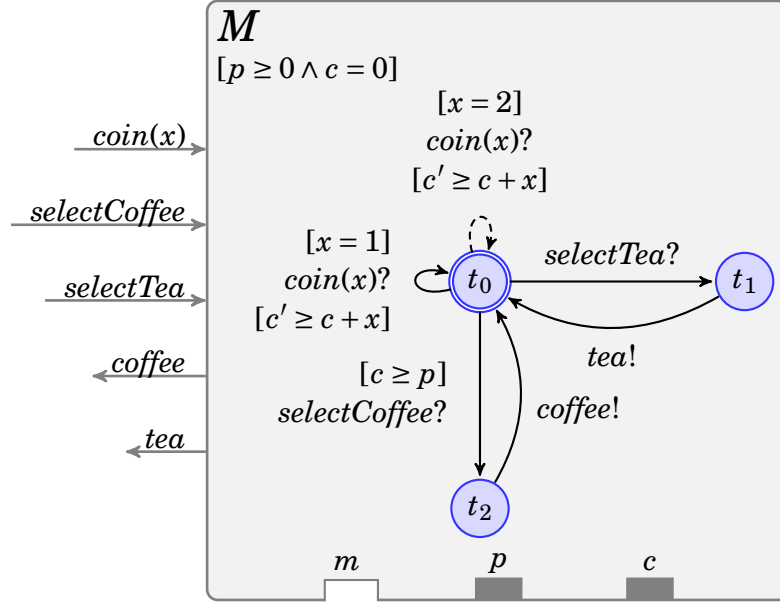 M
[p ≥ 0 ∧ c = 0]
[x = 2]
coin(x)?
[c′ ≥ c + x]
coin(x)
selectCoffee
selectTea
coffee
tea
[x = 1]
coin(x)?
[c′ ≥ c + x]
t₀
selectTea?
t₁
tea!
[c ≥ p]
selectCoffee?
coffee!
t₂
m
p
c